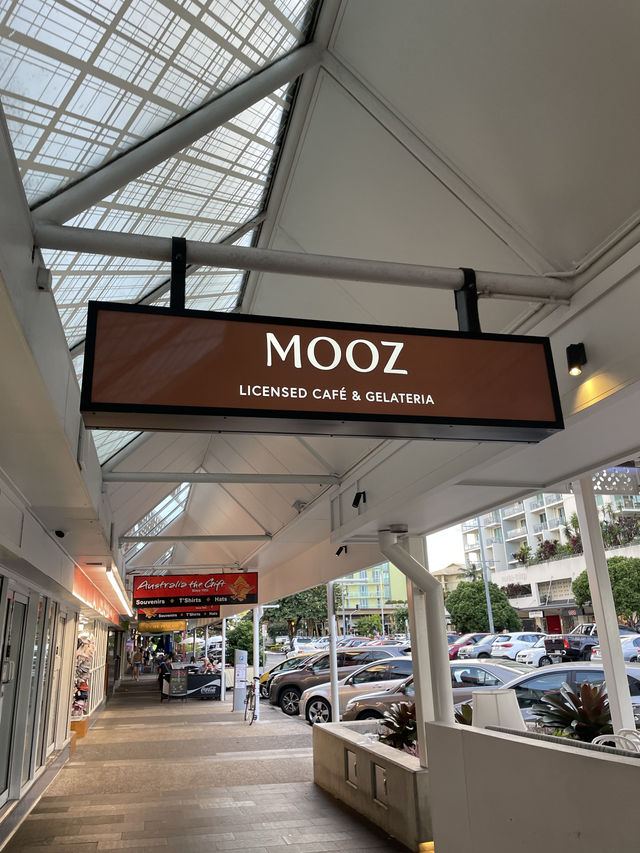 MOOZ
LICENSED CAFÉ & GELATERIA
Australia the Gift
Souvenirs + T'Shirts + Hats